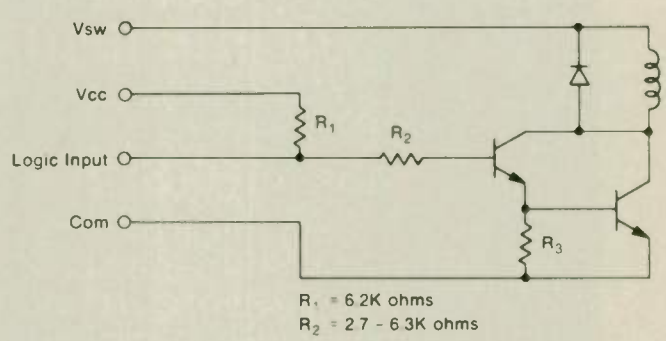 Vsw
Vcc
R1
R2
Logic Input
Com
R3
R1 = 6.2K ohms
R2 = 2.7 - 6.3K ohms